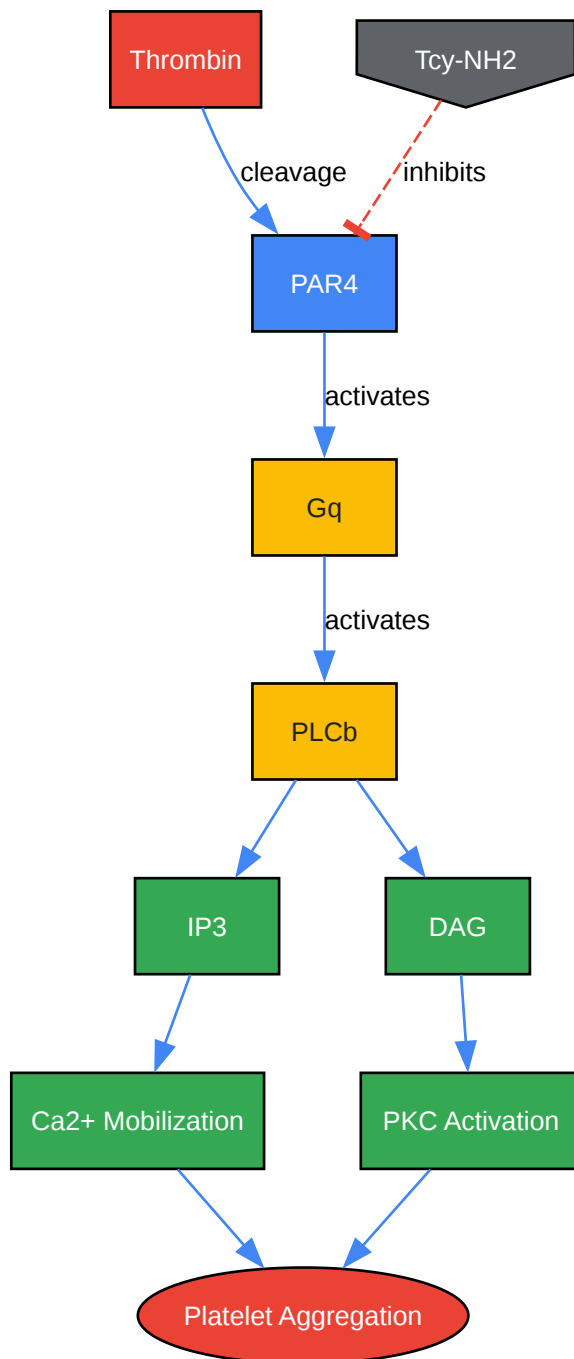 Thrombin
Tcy-NH2
cleavage
inhibits
PAR4
activates
Gq
activates
PLCb
IP3
DAG
Ca2+ Mobilization
PKC Activation
Platelet Aggregation